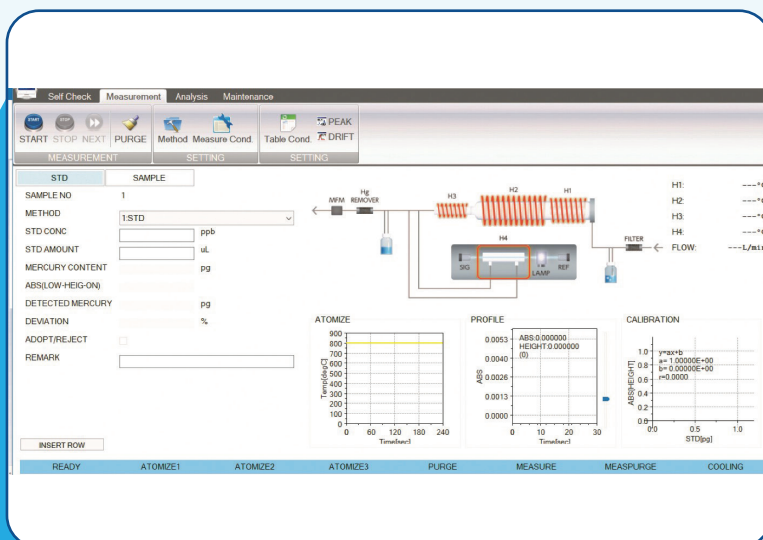 Self Check Measurement Analysis Maintenance
START STOP NEXT PURGE Method Measure Cond. Table Cond. PEAK
DRIFT
MEASUREMENT SETTING SETTING
STD SAMPLE
SAMPLE NO 1
METHOD 1:STD
STD CONC ppb
STD AMOUNT uL
MERCURY CONTENT pg
ABS(LOW-HEIG-ON)
DETECTED MERCURY pg
DEVIATION %
ADOPT/REJECT
REMARK
INSERT ROW
MFM Hg REMOVER H3 H2 H1
H4
SIG LAMP REF
FILTER
H1: ---°
H2: ---°
H3: ---°
H4: ---°
FLOW: ---L/min
ATOMIZE
Temp[degC]
900
800
700
600
500
400
300
200
100
0
0 60 120 180 240
Time[sec]
PROFILE
ABS:0.000000
HEIGHT:0.000000
(0)
ABS
0.0053
0.0040
0.0026
0.0013
0.0000
0 10 20 30
Time[sec]
CALIBRATION
y=ax+b
a= 1.00000E+00
b= 0.00000E+00
r=0.0000
ABS[HEIGHT]
1.0
0.8
0.6
0.4
0.2
0.0
0.0 0.5 1.0
STD[pg]
READY ATOMIZE1 ATOMIZE2 ATOMIZE3 PURGE MEASURE MEASPURGE COOLING